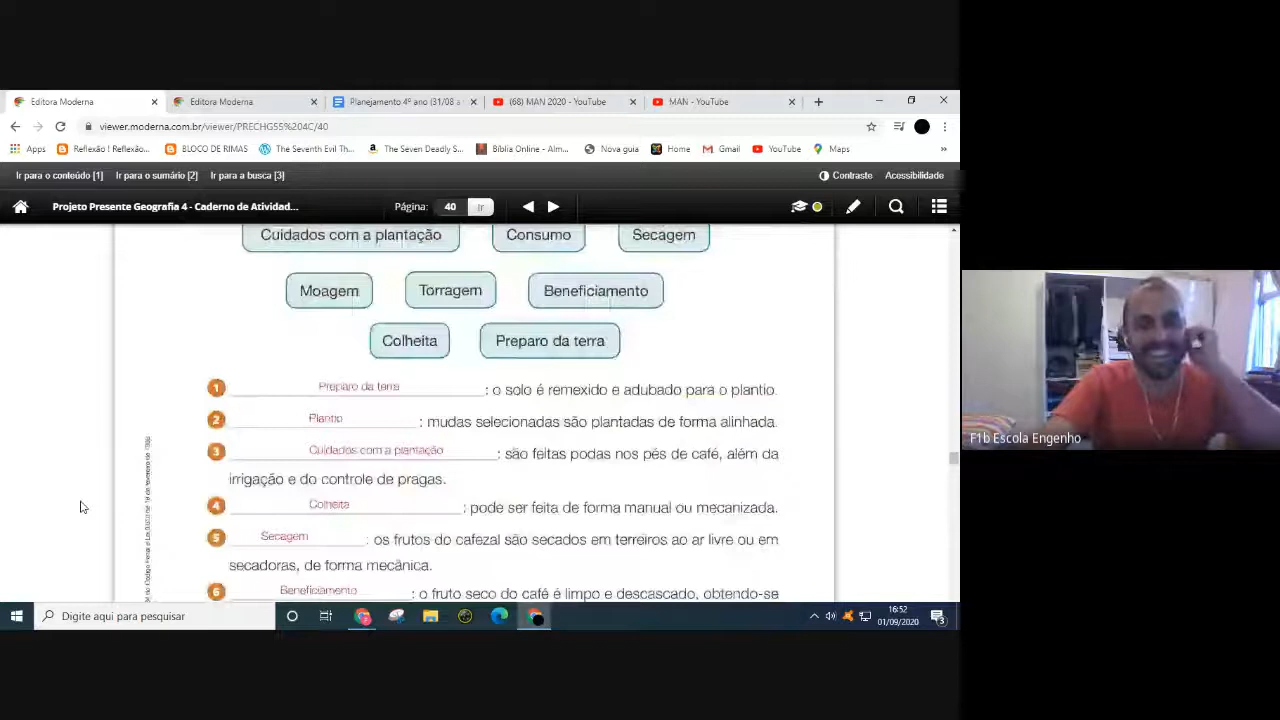 Editora Moderna
Editora Moderna
Planejamento 4º ano (31/08 a
(68) MAN 2020 - YouTube
MAN - YouTube
viewer.moderna.com.br/viewer/PRECHG55%204C/40
Apps
Reflexão ! Reflexão...
BLOCO DE RIMAS
The Seventh Evil Th...
The Seven Deadly S...
Bíblia Online - Alm...
Nova guia
Home
Gmail
YouTube
Maps
Ir para o conteúdo [1]
Ir para o sumário [2]
Ir para a busca [3]
Contraste
Acessibilidade
Projeto Presente Geografia 4 - Caderno de Atividad...
Página: 40 Ir
Cuidados com a plantação
Consumo
Secagem
Moagem
Torragem
Beneficiamento
Colheita
Preparo da terra
1 Preparo da terra : o solo é remexido e adubado para o plantio.
2 Plantio : mudas selecionadas são plantadas de forma alinhada.
3 Cuidados com a plantação : são feitas podas nos pés de café, além da
irrigação e do controle de pragas.
4 Colheita : pode ser feita de forma manual ou mecanizada.
5 Secagem : os frutos do cafezal são secados em terreiros ao ar livre ou em
secadoras, de forma mecânica.
6 Beneficiamento : o fruto seco do café é limpo e descascado, obtendo-se
F1b Escola Engenho
Digite aqui para pesquisar
16:52
01/09/2020
3